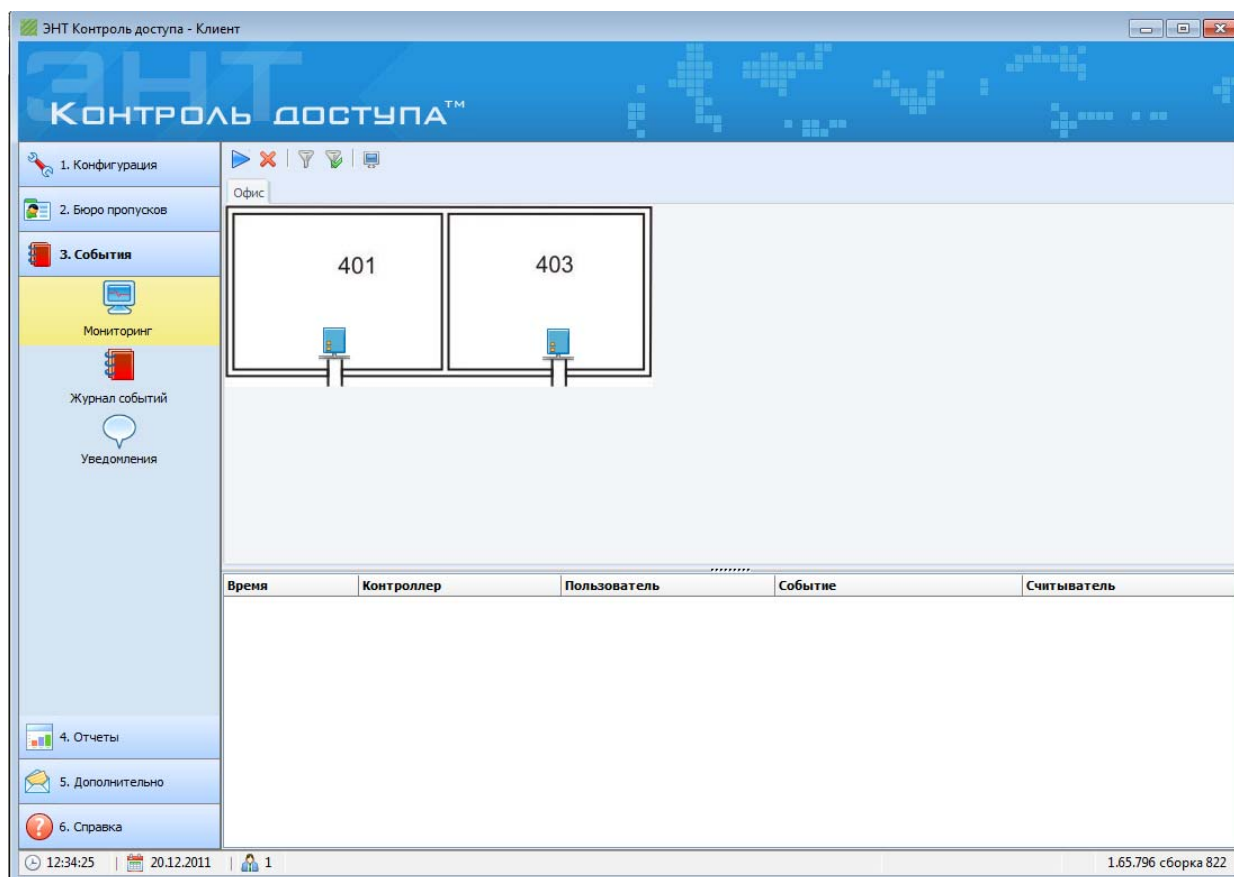 ЭНТ Контроль доступа - Клиент
ЭНТ
Контроль доступа™
1. Конфигурация
2. Бюро пропусков
3. События
Мониторинг
Журнал событий
Уведомления
4. Отчеты
5. Дополнительно
6. Справка
Офис
401 403
Время Контроллер Пользователь Событие Считыватель
12:34:25 | 20.12.2011 | 1 1.65.796 сборка 822